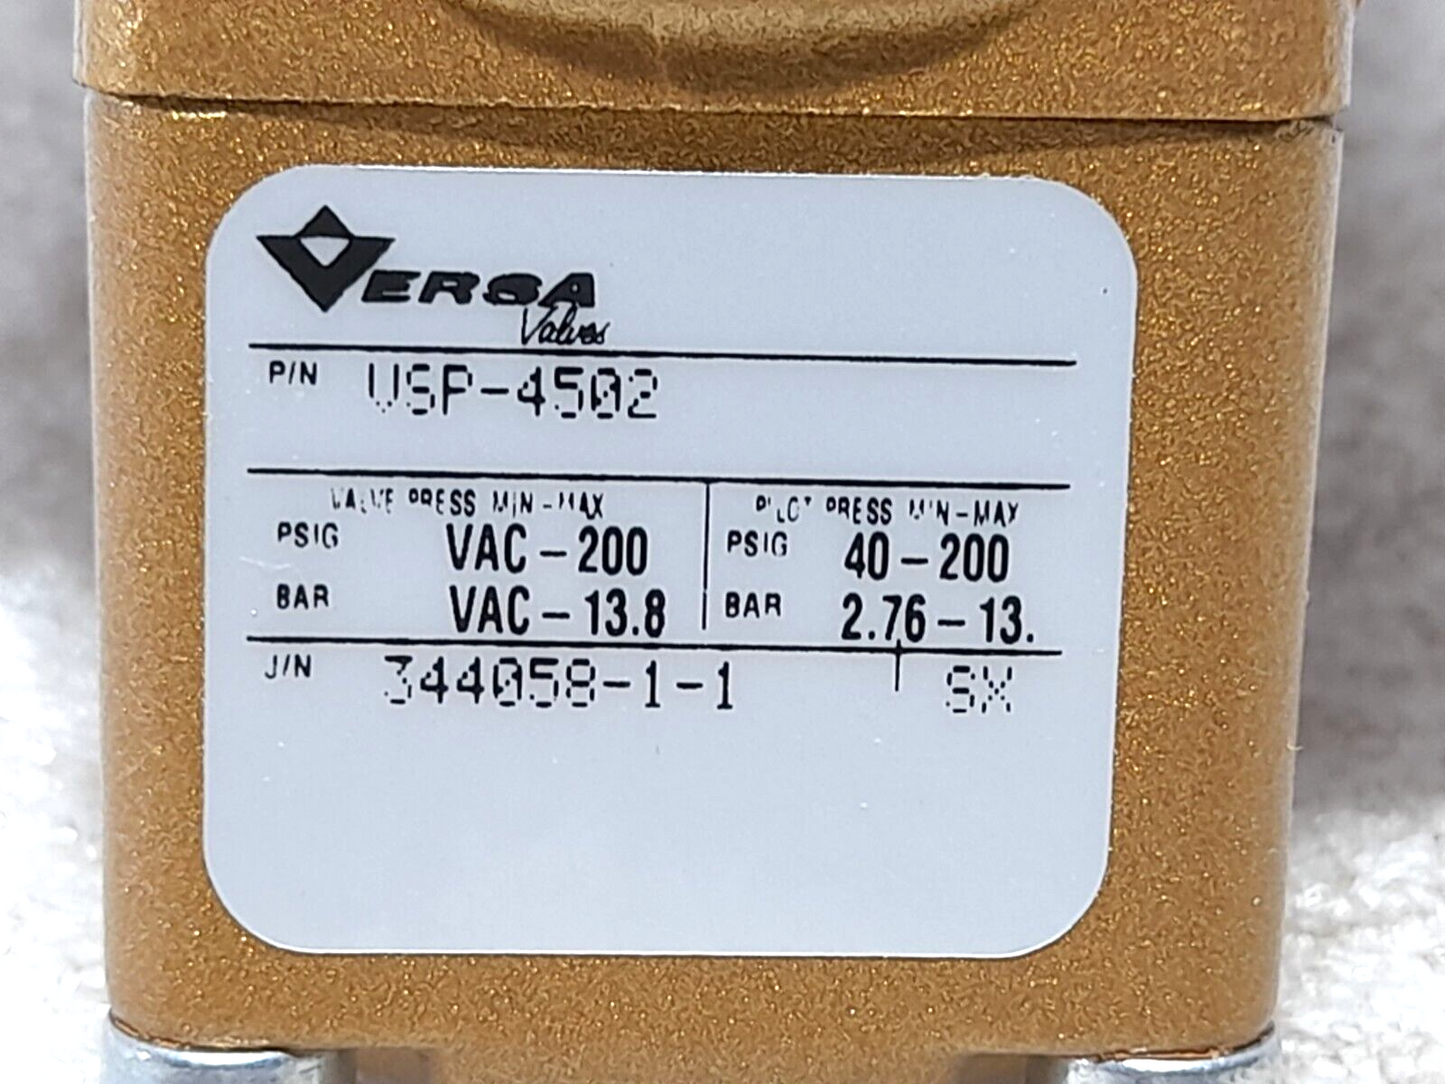 VERSA
Valves
P/N VSP-4502
VALVE PRESS MIN-MAX PILOT PRESS MIN-MAX
PSIG VAC-200 PSIG 40-200
BAR VAC-13.8 BAR 2.76-13.
J/N 344058-1-1 SX